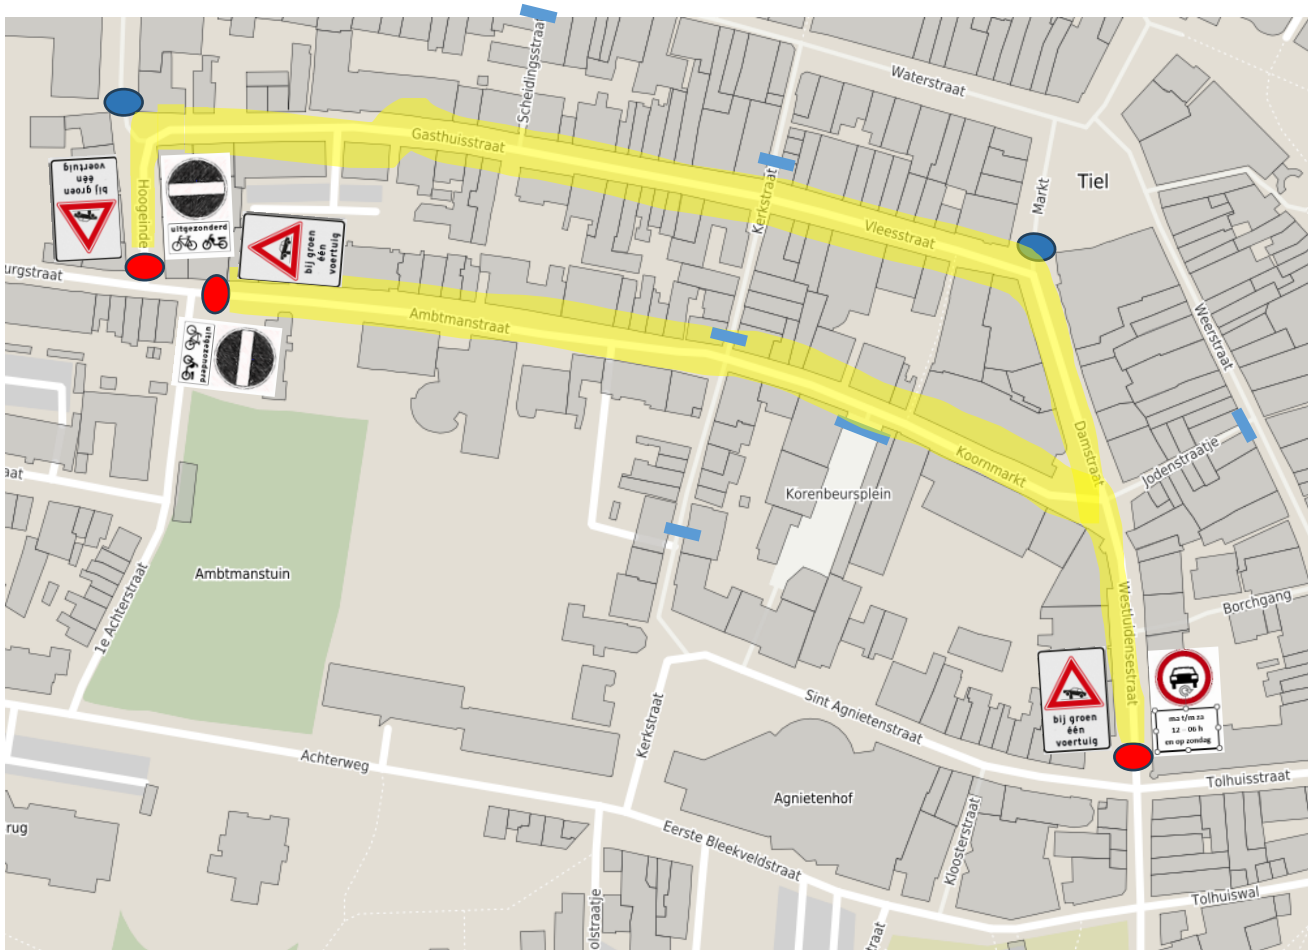 Scheidingsstraat
Waterstraat
Gasthuisstraat
bij groen
één
voertuig
Hoogeinde
uitgezonderd
Kerkstraat
Markt
Tiel
Vleesstraat
bij groen
één
voertuig
urgstraat
Ambtmanstraat
uitgezonderd
Weerstraat
Damstraat
Koornmarkt
Jodenstraatje
aat
Korenbeursplein
Ambtmanstuin
1e Achterstraat
Westluidensestraat
Borchgang
bij groen
één
voertuig
ma t/m za
12 - 06 h
en op zondag
Kerkstraat
Sint Agnietenstraat
Achterweg
Tolhuisstraat
Agnietenhof
rug
Eerste Bleekveldstraat
Kloosterstraat
Tolhuiswal
olstraatje
traat